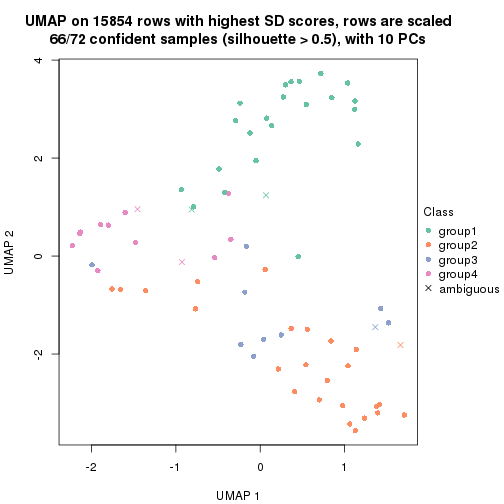 UMAP on 15854 rows with highest SD scores, rows are scaled
66/72 confident samples (silhouette > 0.5), with 10 PCs
4
2
0
-2
UMAP 2
-2
-1
0
1
UMAP 1
Class
group1
group2
group3
group4
ambiguous